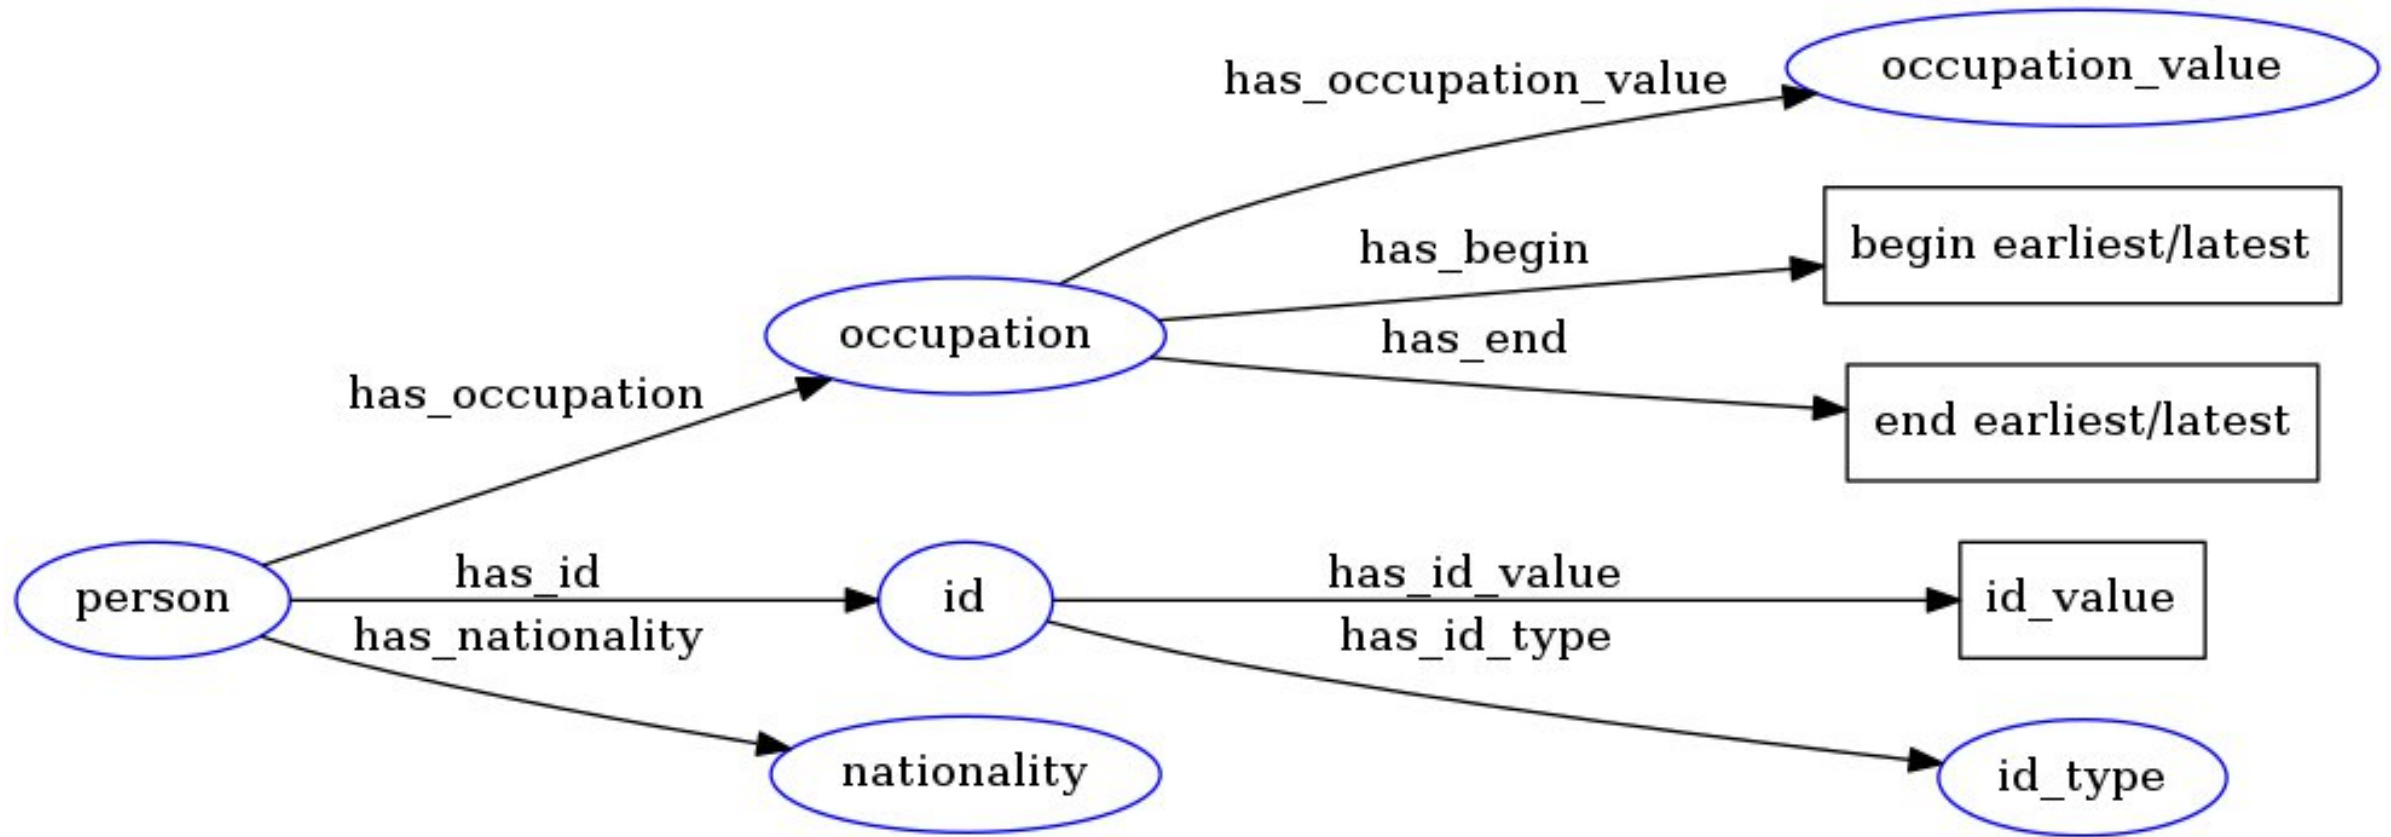 occupation_value
has_occupation_value
begin earliest/latest
has_begin
occupation
has_end
end earliest/latest
has_occupation
person
has_id
id
has_id_value
id_value
has_nationality
has_id_type
nationality
id_type